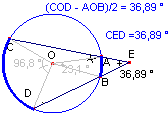 (COD - AOB)/2 = 36,89 °
CED =36,89 °
C
O
E
A
96,8 °
23,1 °
36,89 °
B
D